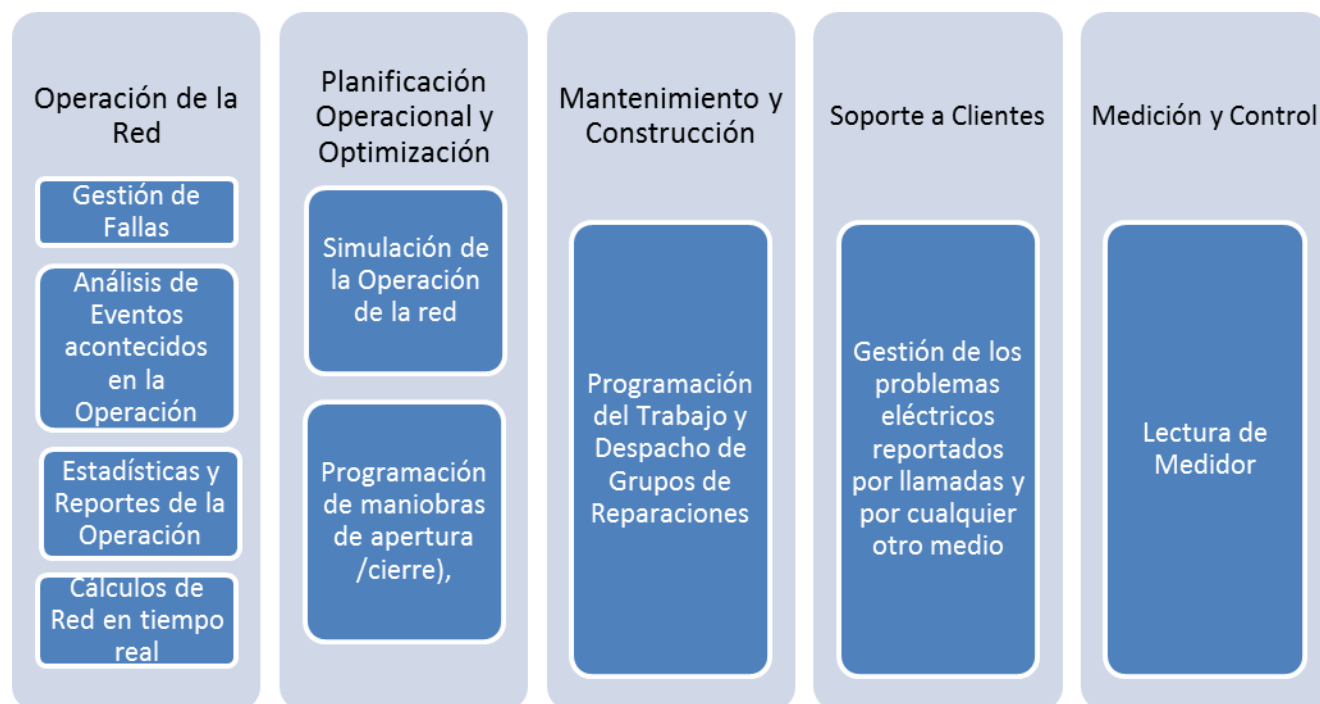 Operación de la
Red
Gestión de
Fallas
Análisis de
Eventos
acontecidos
en la
Operación
Estadísticas y
Reportes de la
Operación
Cálculos de
Red en tiempo
real
Planificación
Operacional y
Optimización
Simulación de
la Operación
de la red
Programación
de maniobras
de apertura
/cierre),
Mantenimiento y
Construcción
Programación
del Trabajo y
Despacho de
Grupos de
Reparaciones
Soporte a Clientes
Gestión de los
problemas
eléctricos
reportados
por llamadas y
por cualquier
otro medio
Medición y Control
Lectura de
Medidor